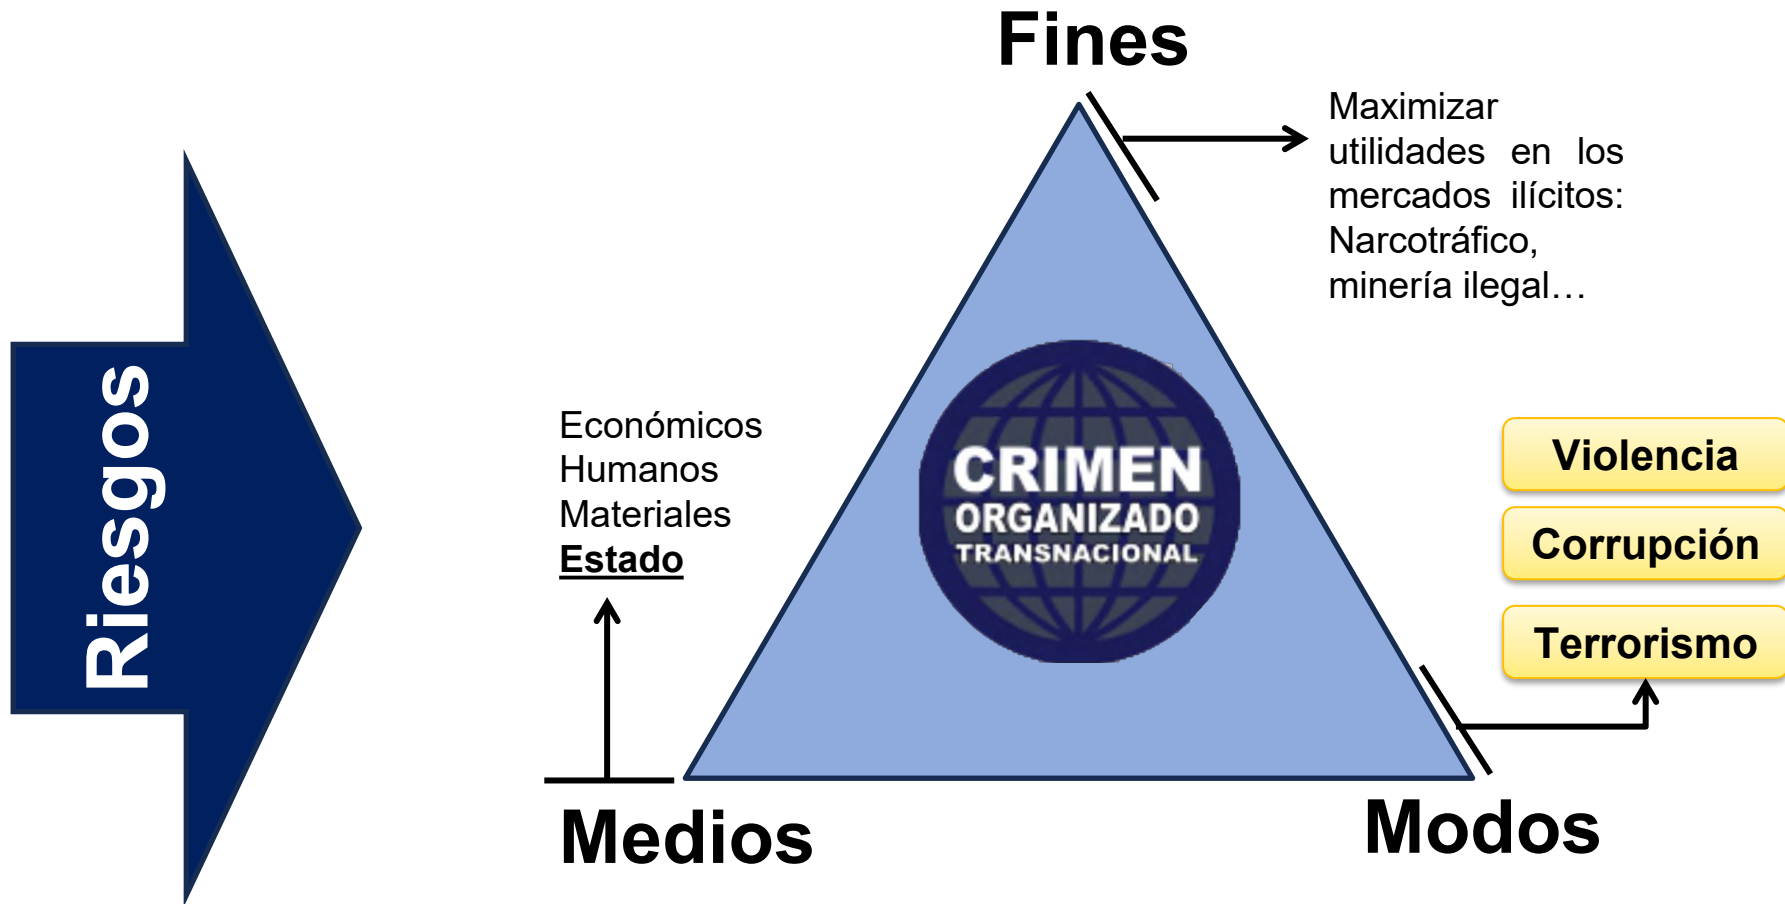 Fines
Maximizar
utilidades en los
mercados ilícitos:
Narcotráfico,
minería ilegal…
Riesgos
Económicos
Humanos
Materiales
Estado
CRIMEN
ORGANIZADO
TRANSNACIONAL
Violencia
Corrupción
Terrorismo
Medios
Modos